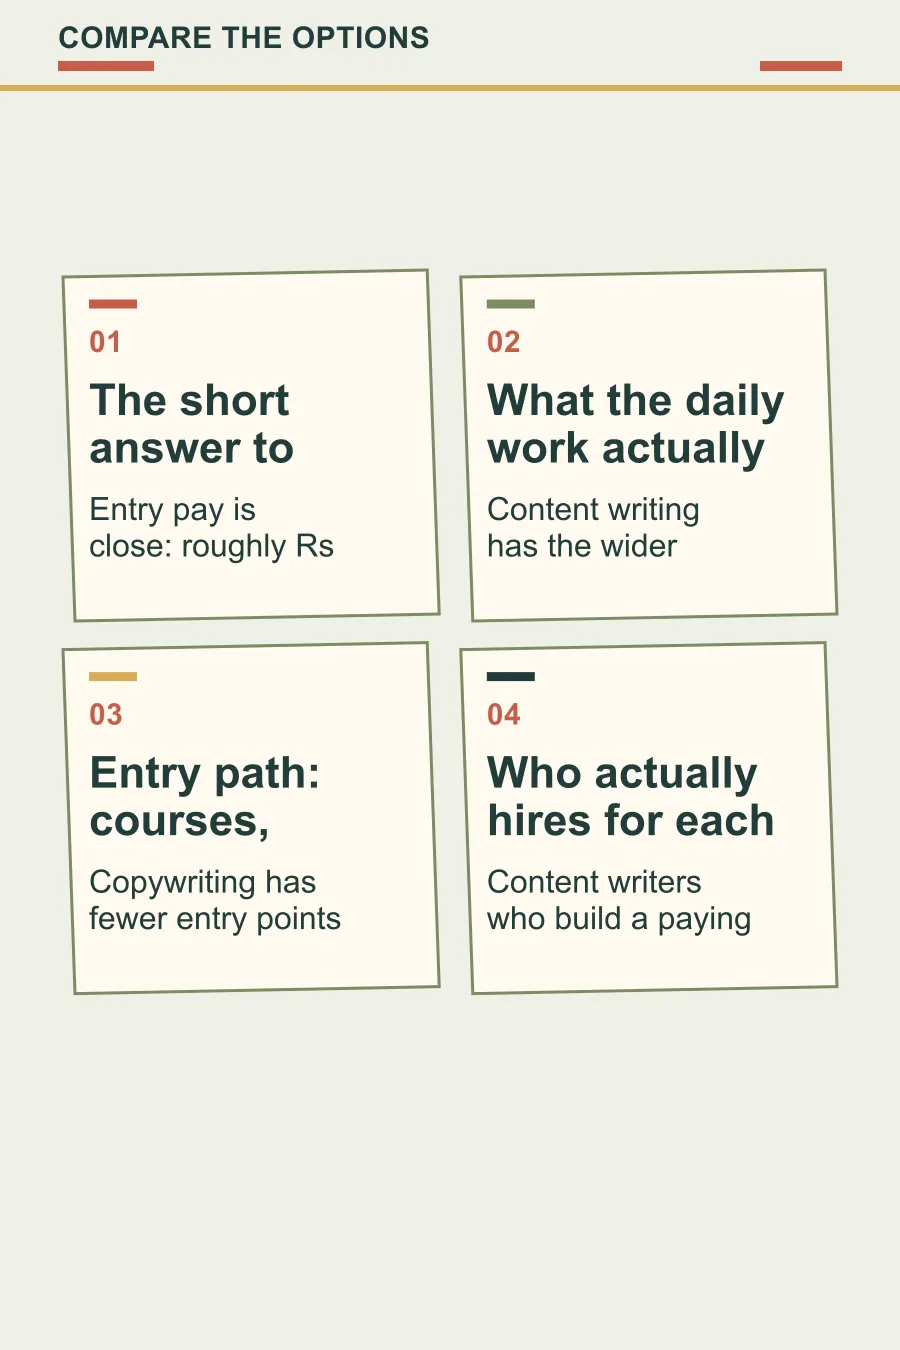 COMPARE THE OPTIONS
01
The short
answer to
Entry pay is
close: roughly Rs
02
What the daily
work actually
Content writing
has the wider
03
Entry path:
courses,
Copywriting has
fewer entry points
04
Who actually
hires for each
Content writers
who build a paying